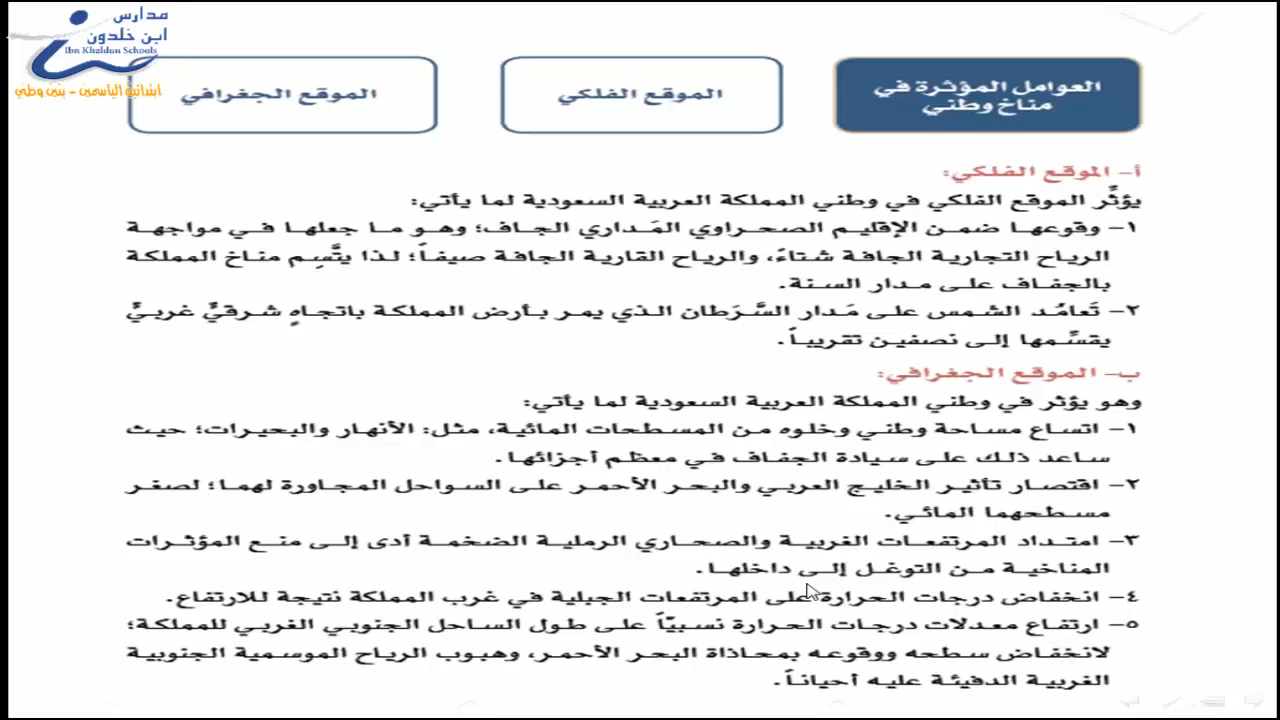 مدارس
ابن خلدون
Ibn Khaldun Schools
ابتدائية الياسمين - بنين وطني
العوامل المؤثرة في
مناخ وطني
الموقع الفلكي
الموقع الجغرافي
أ- الموقع الفلكي:
يؤثِّر الموقع الفلكي في وطني المملكة العربية السعودية لما يأتي:
١- وقوعها ضمن الإقليم الصحراوي المَداري الجاف؛ وهو ما جعلها في مواجهة
الرياح التجارية الجافة شتاءً، والرياح القارية الجافة صيفاً؛ لذا يتَّسِم مناخ المملكة
بالجفاف على مدار السنة.
٢- تَعامُد الشمس على مَدار السَّرَطان الذي يمر بأرض المملكة باتجاهٍ شرقيٍّ غربيٍّ
يقسِّمها إلى نصفين تقريباً.
ب- الموقع الجغرافي:
وهو يؤثر في وطني المملكة العربية السعودية لما يأتي:
١- اتساع مساحة وطني وخلوه من المسطحات المائية، مثل: الأنهار والبحيرات؛ حيث
ساعد ذلك على سيادة الجفاف في معظم أجزائها.
٢- اقتصار تأثير الخليج العربي والبحر الأحمر على السواحل المجاورة لهما؛ لصغر
مسطحهما المائي.
٣- امتداد المرتفعات الغربية والصحاري الرملية الضخمة أدى إلى منع المؤثرات
المناخية من التوغل إلى داخلها.
٤- انخفاض درجات الحرارة على المرتفعات الجبلية في غرب المملكة نتيجة للارتفاع.
٥- ارتفاع معدلات درجات الحرارة نسبيّاً على طول الساحل الجنوبي الغربي للمملكة؛
لانخفاض سطحه ووقوعه بمحاذاة البحر الأحمر، وهبوب الرياح الموسمية الجنوبية
الغربية الدفيئة عليه أحياناً.